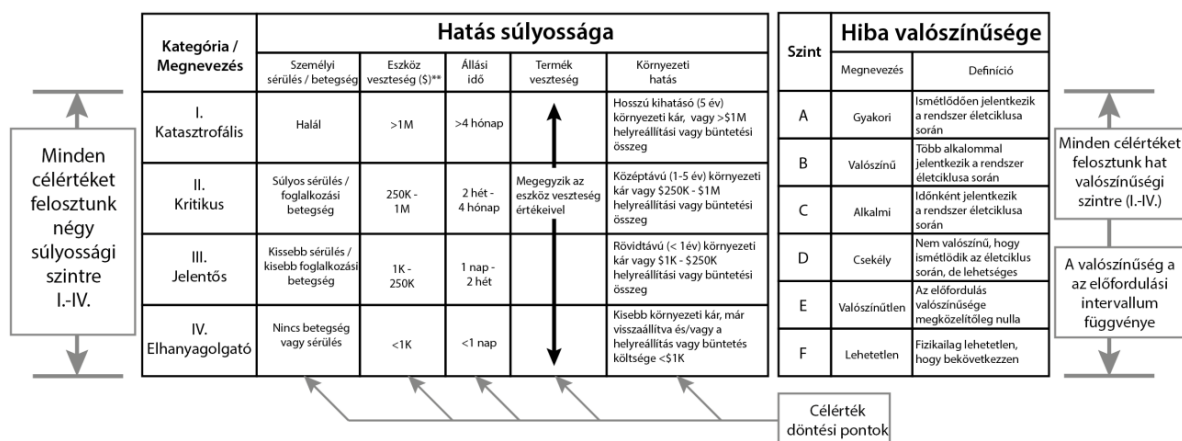 Minden
célértéket
felosztunk
négy
súlyossági
szintre
I.-IV.
Kategória /
Megnevezés
Hatás súlyossága
Személyi
sérülés / betegség
Eszköz
veszteség ($)**
Állási
idő
Termék
veszteség
Környezeti
hatás
I.
Katasztrofális
Halál
>1M
>4 hónap
Hosszú kihatásó (5 év)
környezeti kár, vagy >$1M
helyreállítási vagy büntetési
összeg
II.
Kritikus
Súlyos sérülés /
foglalkozási
betegség
250K -
1M
2 hét -
4 hónap
Megegyzik az
eszköz veszteség
értékeivel
Középtávú (1-5 év) környezeti
kár vagy $250K - $1M
helyreállítási vagy büntetési
összeg
III.
Jelentős
Kissebb sérülés /
kisebb foglalkozási
betegség
1K -
250K
1 nap -
2 hét
Rövidtávú (< 1év) környezeti
kár vagy $1K - $250K
helyreállítási vagy büntetési
összeg
IV.
Elhanyagolgató
Nincs betegség
vagy sérülés
<1K
<1 nap
Kisebb környezeti kár, már
visszaállítva és/vagy a
helyreállítás vagy büntetés
költsége <$1K
Szint
Hiba valószínűsége
Megnevezés
Definíció
A
Gyakori
Ismétlődően jelentkezik
a rendszer életciklusa
során
B
Valószínű
Több alkalommal
jelentkezik a rendszer
életciklusa során
C
Alkalmi
Időnként jelentkezik
a rendszer életciklusa
során
D
Csekély
Nem valószínű, hogy
ismétlödik az életciklus
során, de lehetséges
E
Valószínűtlen
Az előfordulás
valószínűsége
megközelítőleg nulla
F
Lehetetlen
Fizikailag lehetetlen,
hogy bekövetkezzen
Minden célértéket
felosztunk hat
valószínűségi
szintre (I.-IV.)
A valószínűség a
az előfordulási
intervallum
függvénye
Célérték
döntési pontok